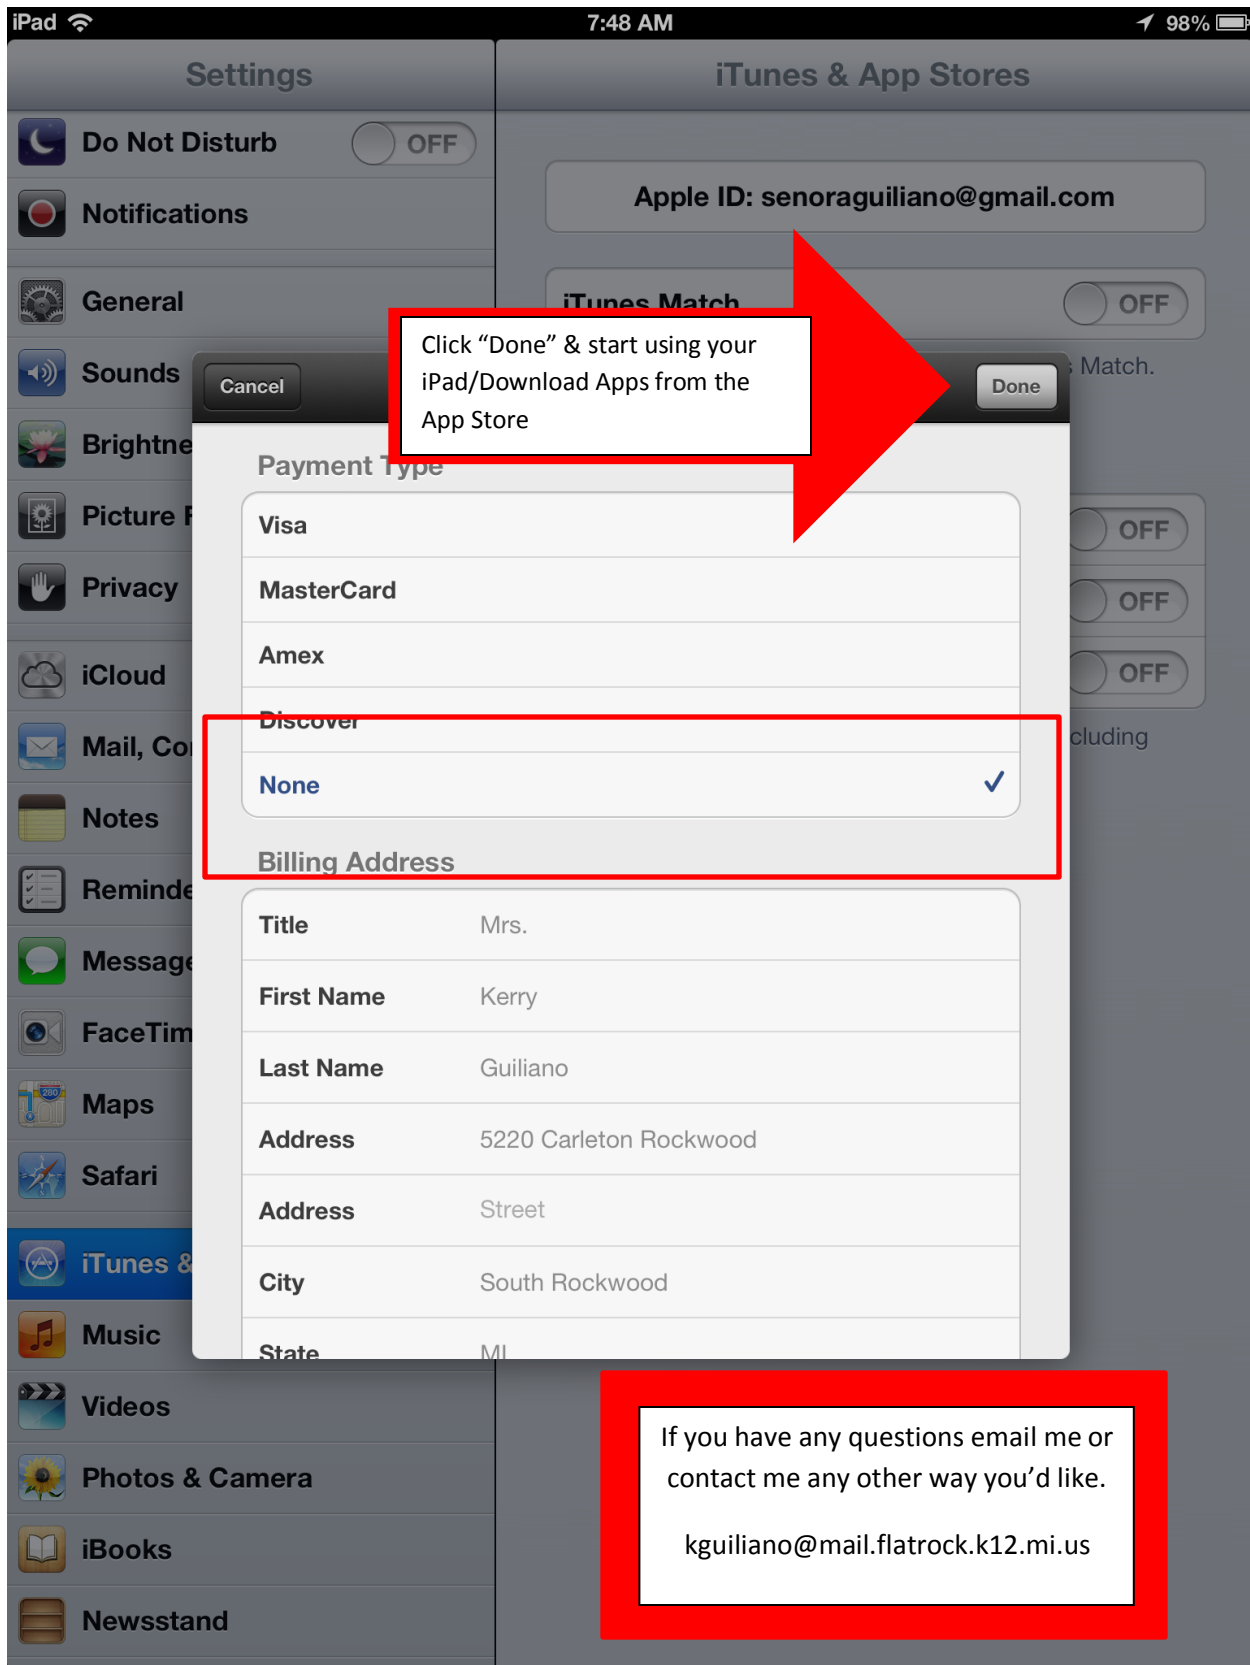 iPad 7:48 AM 98%
Settings
iTunes & App Stores
Do Not Disturb OFF
Notifications
General
Sounds
Brightne
Picture F
Privacy
iCloud
Mail, Co
Notes
Reminde
Message
FaceTim
Maps
Safari
iTunes &
Music
Videos
Photos & Camera
iBooks
Newsstand
Apple ID: senoraguiliano@gmail.com
iTunes Match OFF
Match.
OFF
OFF
OFF
cluding
Cancel
Done
Click “Done” & start using your
iPad/Download Apps from the
App Store
Payment Type
Visa
MasterCard
Amex
Discover
None
Billing Address
Title Mrs.
First Name Kerry
Last Name Guiliano
Address 5220 Carleton Rockwood
Address Street
City South Rockwood
State MI
If you have any questions email me or
contact me any other way you’d like.
kguiliano@mail.flatrock.k12.mi.us